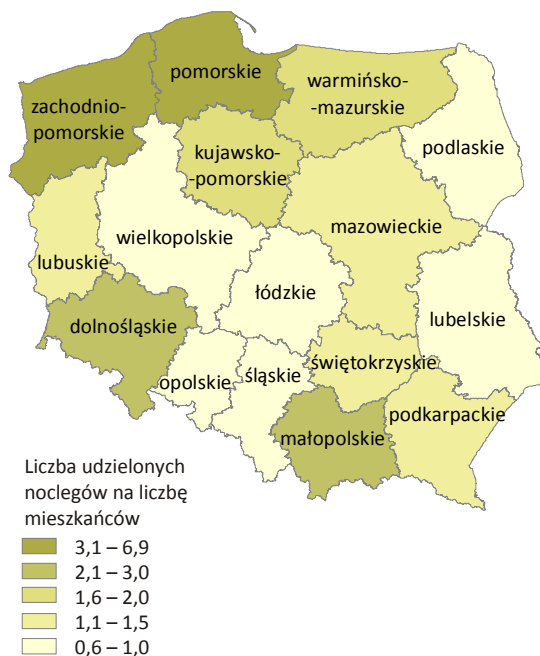 pomorskie
warmińsko-
-mazurskie
zachodnio-
pomorskie
podlaskie
kujawsko-
-pomorskie
mazowieckie
wielkopolskie
lubuskie
łódzkie
lubelskie
dolnośląskie
świętokrzyskie
opolskie
śląskie
podkarpackie
małopolskie
Liczba udzielonych
noclegów na liczbę
mieszkańców
3,1 – 6,9
2,1 – 3,0
1,6 – 2,0
1,1 – 1,5
0,6 – 1,0